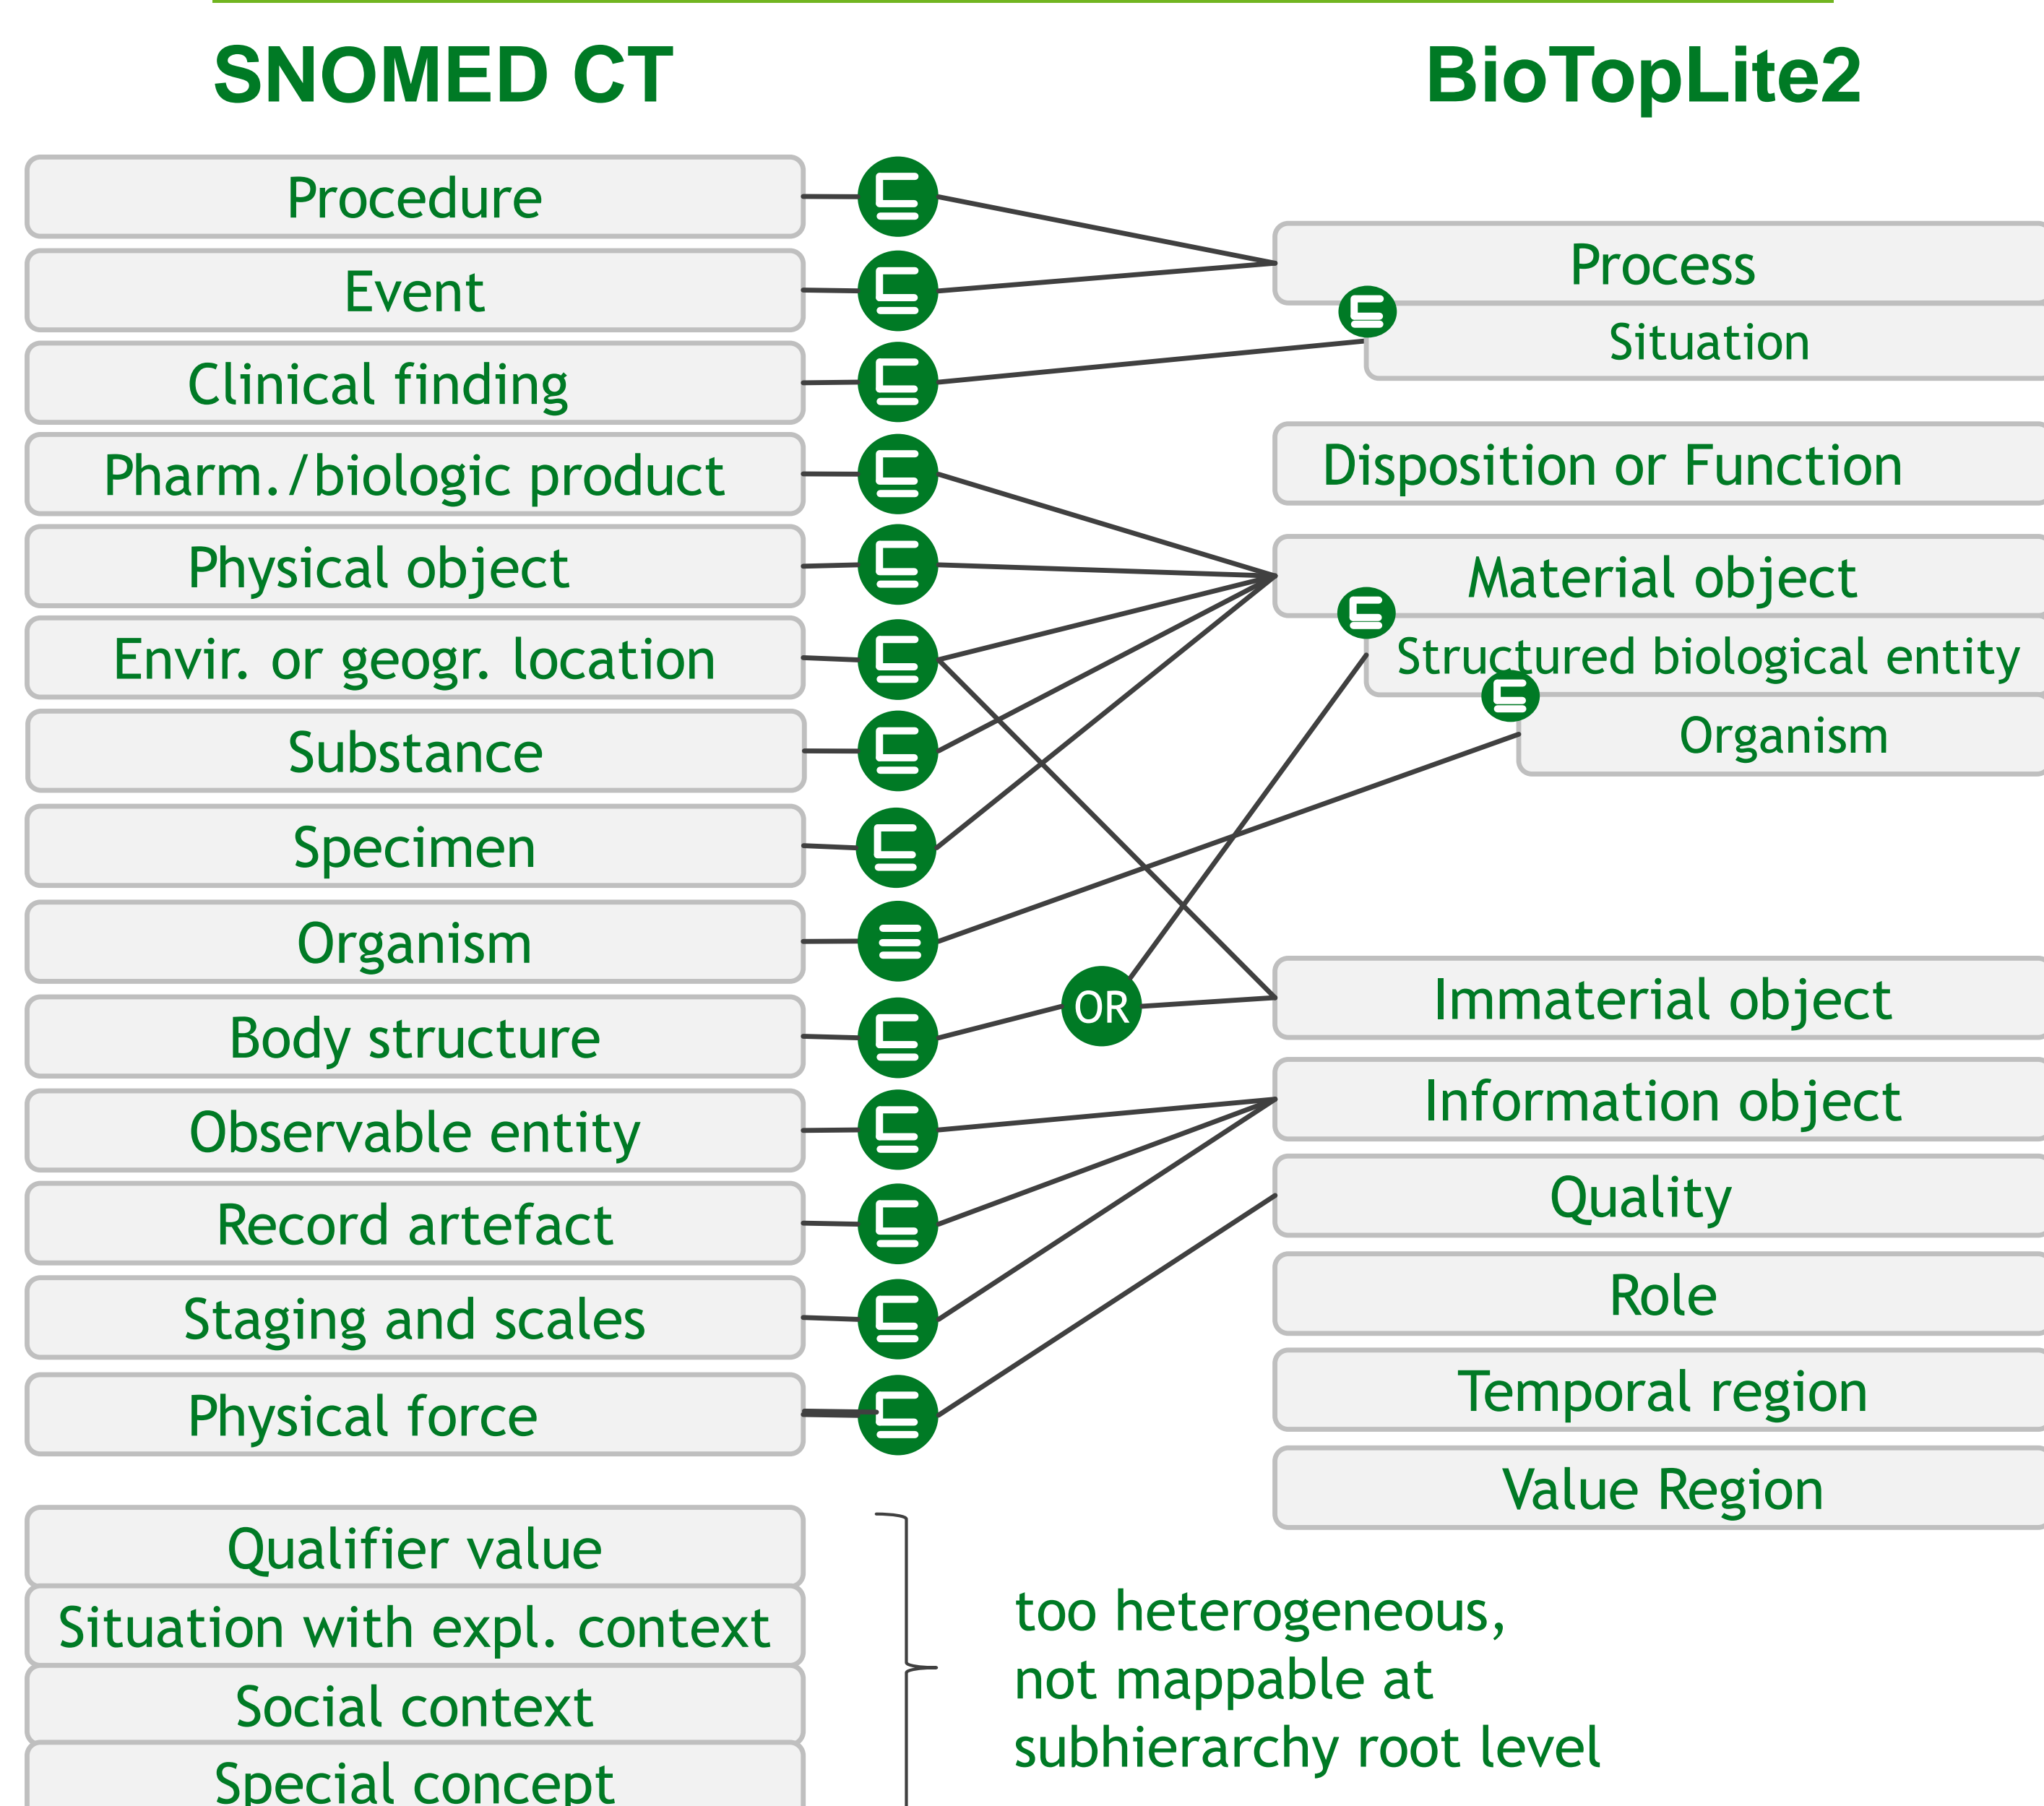 SNOMED CT
BioTopLite2
Procedure
Event
Clinical finding
Pharm./biologic product
Physical object
Envir. or geogr. location
Substance
Specimen
Organism
Body structure
Observable entity
Record artefact
Staging and scales
Physical force
Qualifier value
Situation with expl. context
Social context
Special concept
⊑
⊑
⊑
⊑
⊑
⊑
⊑
⊑
≡
⊑
⊑
⊑
⊑
⊑
OR
Process
⊑
Situation
Disposition or Function
Material object
⊑
Structured biological entity
⊑
Organism
Immaterial object
Information object
Quality
Role
Temporal region
Value Region
too heterogeneous,
not mappable at
subhierarchy root level